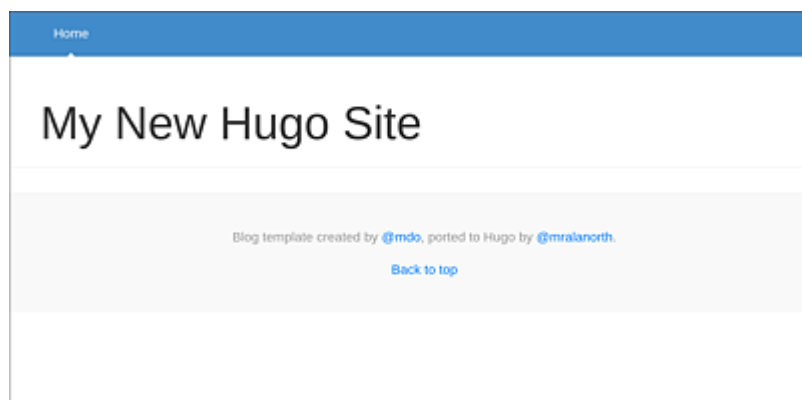 Home
My New Hugo Site
Blog template created by @mdo, ported to Hugo by @mralanorth.
Back to top